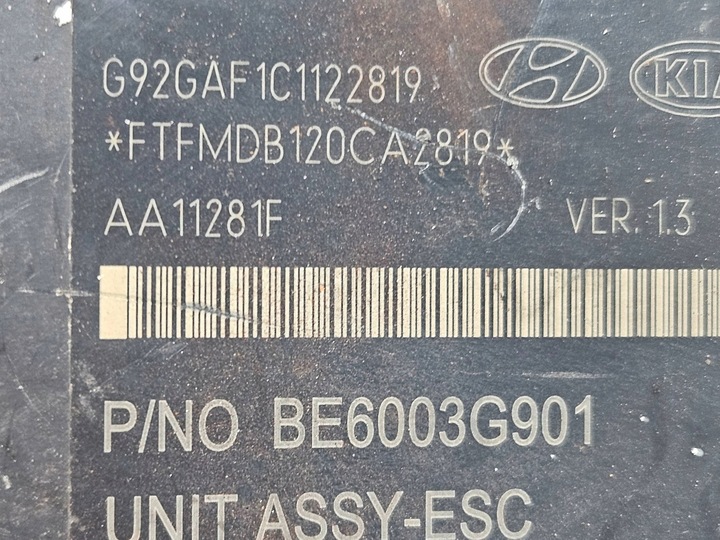 G92GAF1C1122819
KIA
*FTFMDB120CA2819*
AA11281F VER. 1.3
P/NO BE6003G901
UNIT ASSY-ESC